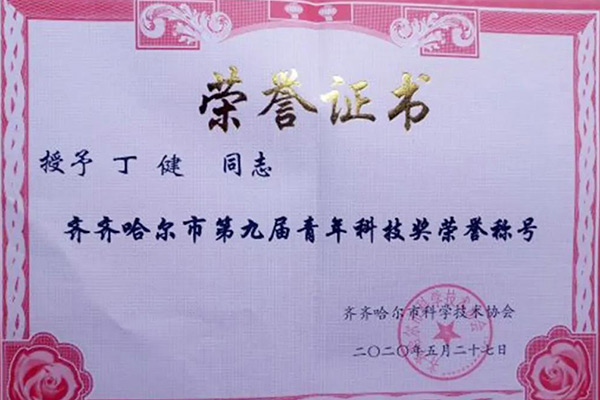 荣誉证书
授予 丁健 同志
齐齐哈尔市第九届青年科技奖荣誉称号
齐齐哈尔市科学技术协会
二〇二〇年五月二十七日